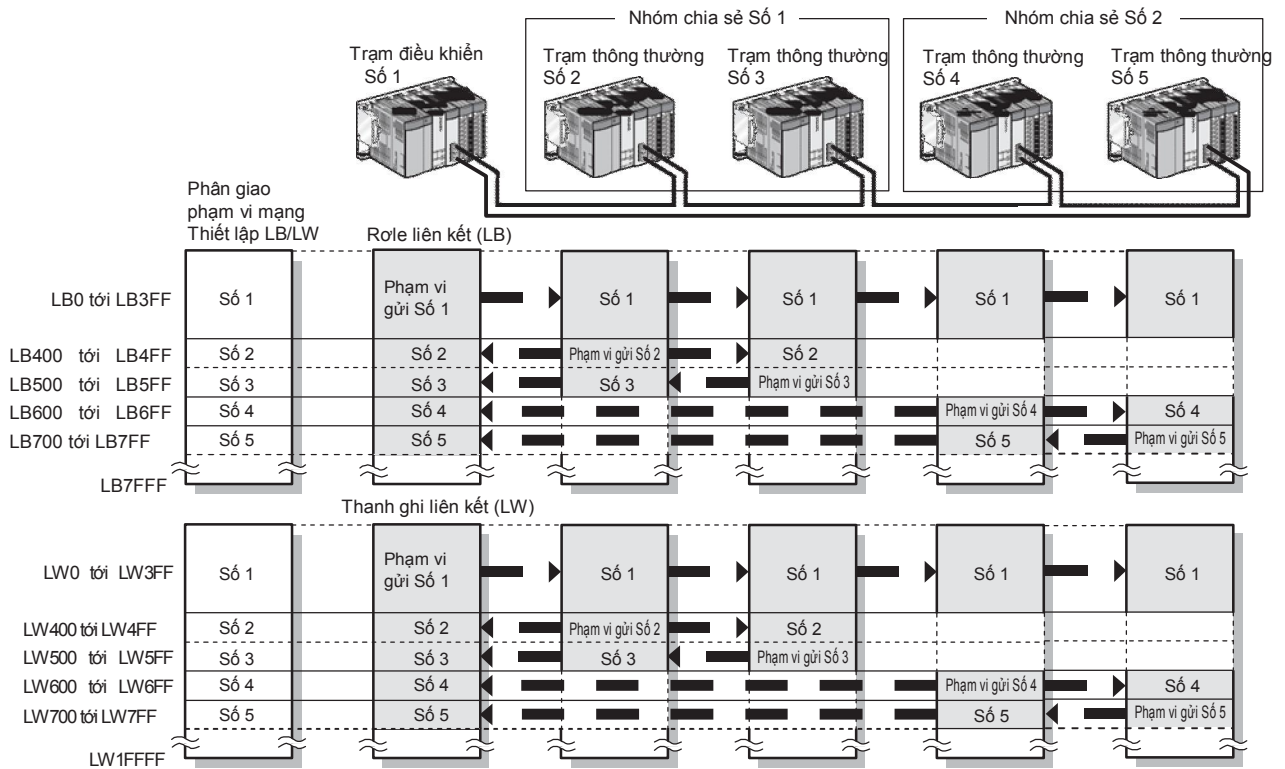 Nhóm chia sẻ Số 1
Nhóm chia sẻ Số 2
Trạm điều khiển
Số 1
Trạm thông thường
Số 2
Trạm thông thường
Số 3
Trạm thông thường
Số 4
Trạm thông thường
Số 5
Phân giao
phạm vi mạng
Thiết lập LB/LW
Rơle liên kết (LB)
LB0 tới LB3FF
Số 1
Phạm vi
gửi Số 1
Số 1
Số 1
Số 1
Số 1
LB400 tới LB4FF
Số 2
Số 2
Phạm vi gửi Số 2
Số 2
LB500 tới LB5FF
Số 3
Số 3
Số 3
Phạm vi gửi Số 3
LB600 tới LB6FF
Số 4
Số 4
Phạm vi gửi Số 4
Số 4
LB700 tới LB7FF
Số 5
Số 5
Số 5
Phạm vi gửi Số 5
LB7FFF
Thanh ghi liên kết (LW)
LW0 tới LW3FF
Số 1
Phạm vi
gửi Số 1
Số 1
Số 1
Số 1
Số 1
LW400 tới LW4FF
Số 2
Số 2
Phạm vi gửi Số 2
Số 2
LW500 tới LW5FF
Số 3
Số 3
Số 3
Phạm vi gửi Số 3
LW600 tới LW6FF
Số 4
Số 4
Phạm vi gửi Số 4
Số 4
LW700 tới LW7FF
Số 5
Số 5
Số 5
Phạm vi gửi Số 5
LW1FFFF